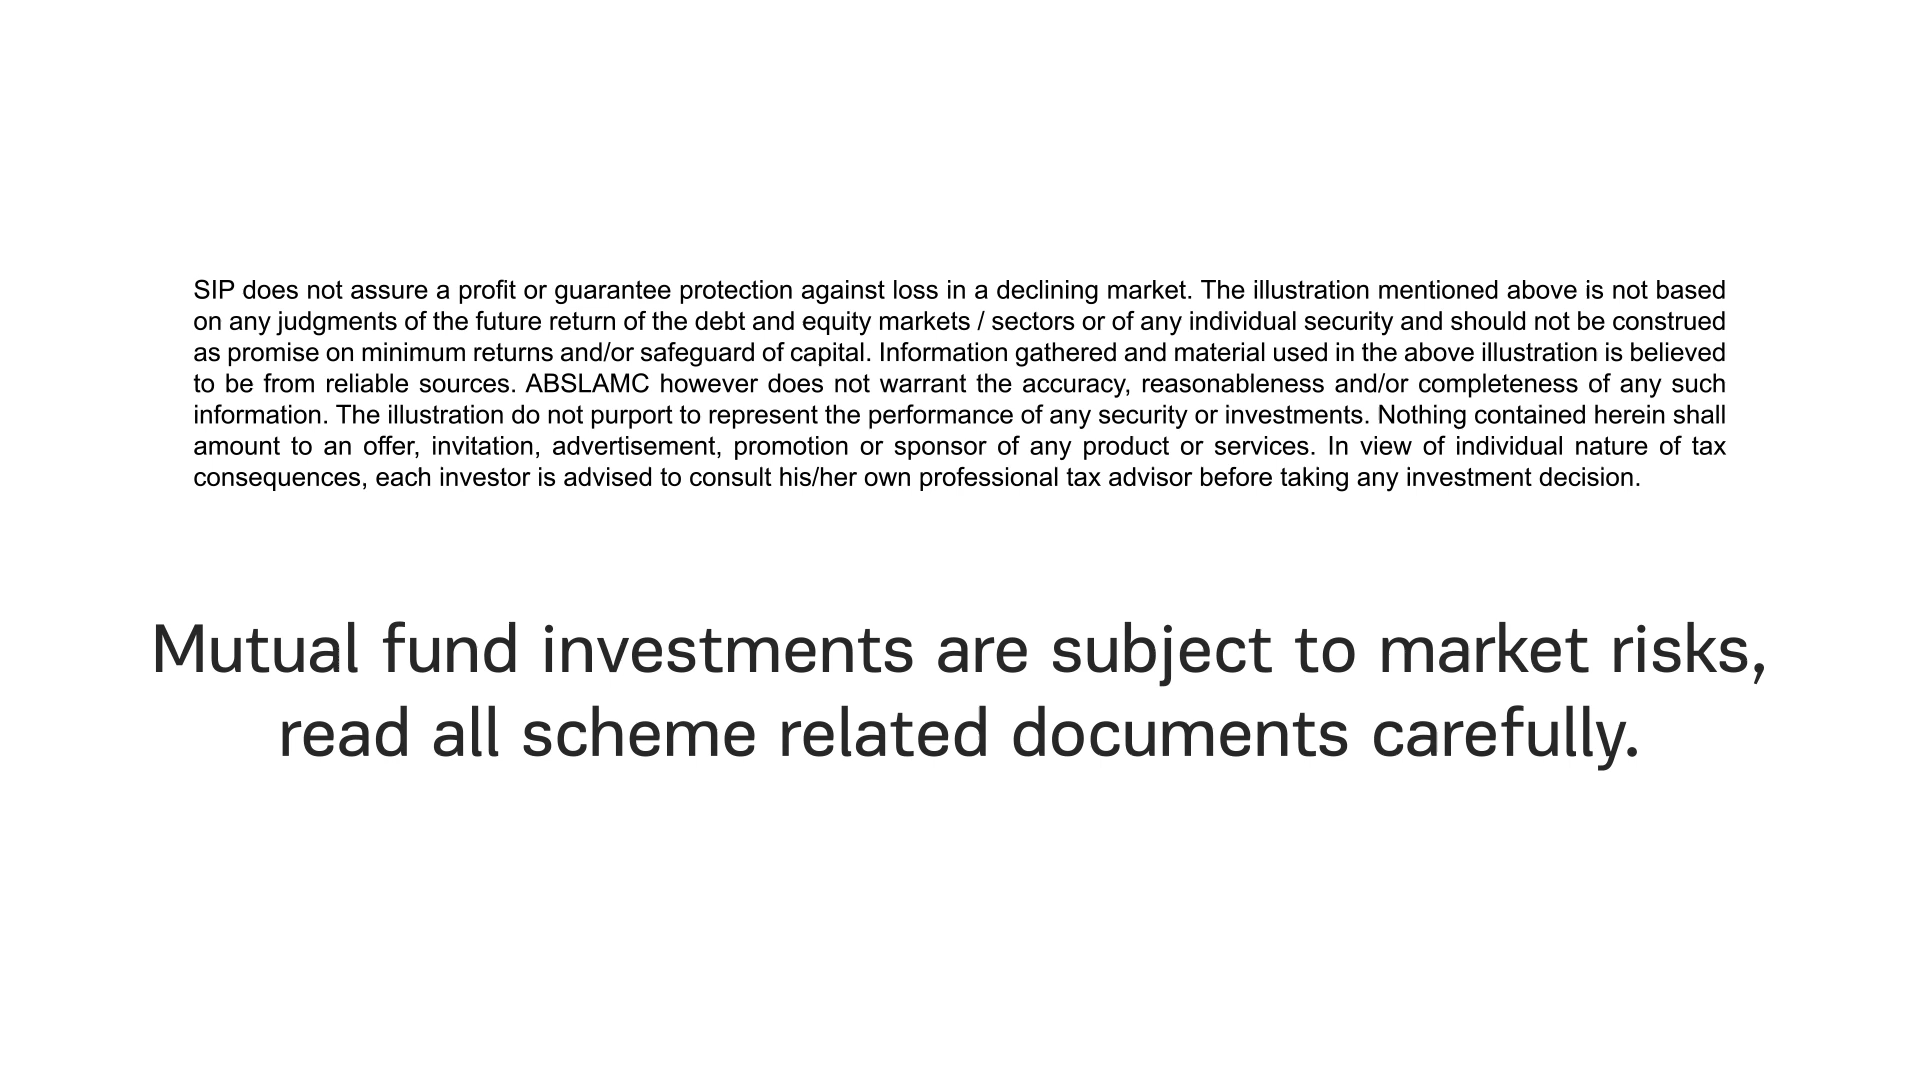 SIP does not assure a profit or guarantee protection against loss in a declining market. The illustration mentioned above is not based
on any judgments of the future return of the debt and equity markets / sectors or of any individual security and should not be construed
as promise on minimum returns and/or safeguard of capital. Information gathered and material used in the above illustration is believed
to be from reliable sources. ABSLAMC however does not warrant the accuracy, reasonableness and/or completeness of any such
information. The illustration do not purport to represent the performance of any security or investments. Nothing contained herein shall
amount to an offer, invitation, advertisement, promotion or sponsor of any product or services. In view of individual nature of tax
consequences, each investor is advised to consult his/her own professional tax advisor before taking any investment decision.
Mutual fund investments are subject to market risks,
read all scheme related documents carefully.